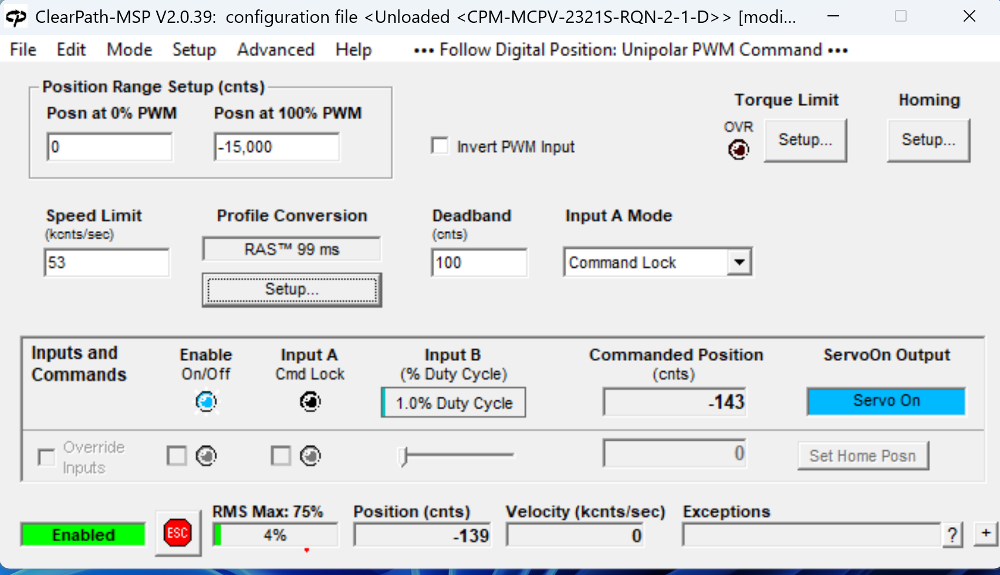 ClearPath-MSP V2.0.39:  configuration file <Unloaded <CPM-MCPV-2321S-RQN-2-1-D>> [modi...
File Edit Mode Setup Advanced Help ••• Follow Digital Position: Unipolar PWM Command •••
Position Range Setup (cnts)
Posn at 0% PWM Posn at 100% PWM
0 -15,000
Invert PWM Input
Torque Limit Homing
OVR
Setup... Setup...
Speed Limit Profile Conversion Deadband Input A Mode
(kcnts/sec) (cnts)
RAS™ 99 ms
53 100 Command Lock
Setup...
Inputs and Commands
Enable Input A Input B Commanded Position ServoOn Output
On/Off Cmd Lock (% Duty Cycle) (cnts)
1.0% Duty Cycle -143 Servo On
Override Inputs
0 Set Home Posn
RMS Max: 75% Position (cnts) Velocity (kcnts/sec) Exceptions
Enabled ESC 4% -139 0 ? +